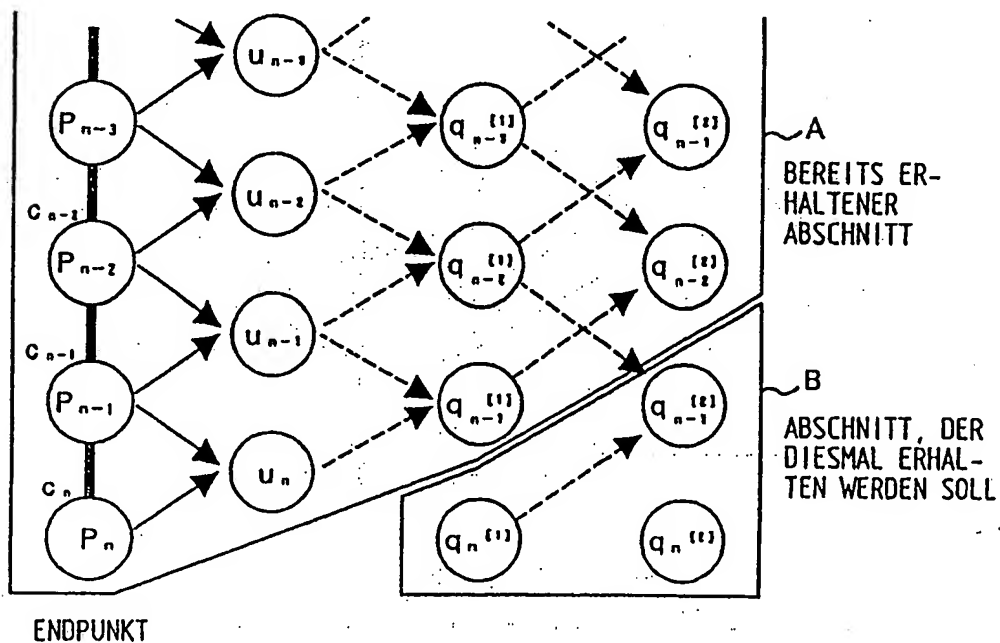 u n-3
P n-3
q n-3 [1]
q n-3 [2]
A
BEREITS ER-
HALTENER
ABSCHNITT
u n-2
C n-2
P n-2
q n-2 [1]
q n-2 [2]
u n-1
C n-1
P n-1
q n-1 [1]
q n-1 [2]
B
ABSCHNITT, DER
DIESMAL ERHAL-
TEN WERDEN SOLL
u n
C n
P n
q n [1]
q n [2]
ENDPUNKT